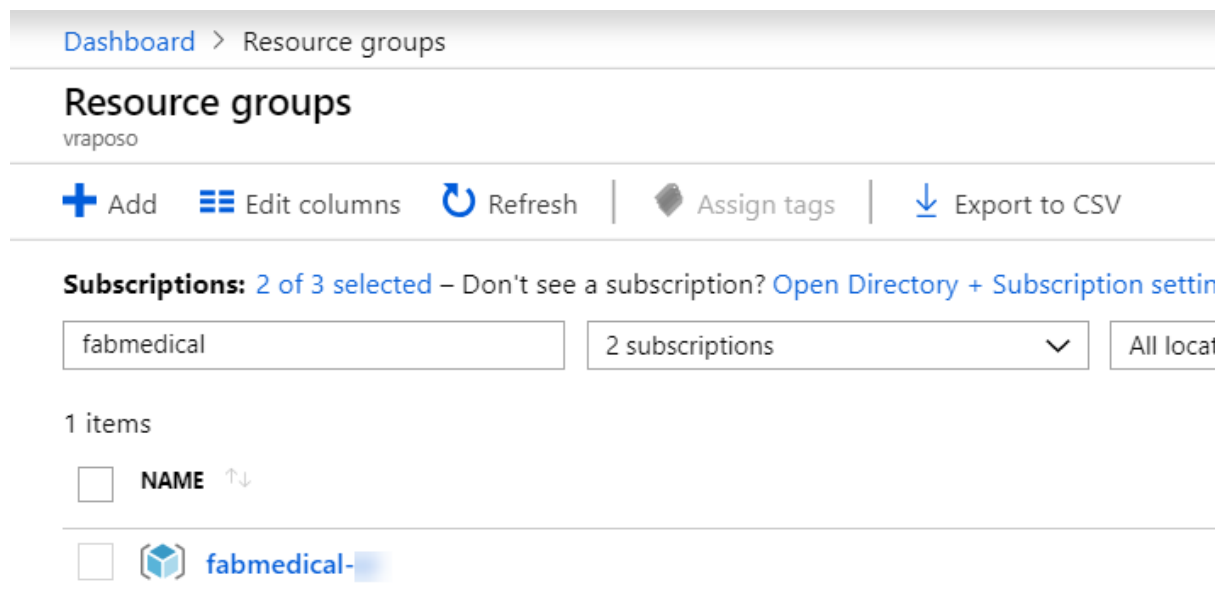 Dashboard > Resource groups
Resource groups
vraposo
Add Edit columns Refresh Assign tags Export to CSV
Subscriptions: 2 of 3 selected – Don't see a subscription? Open Directory + Subscription settin
fabmedical 2 subscriptions All locat
1 items
NAME
fabmedical-